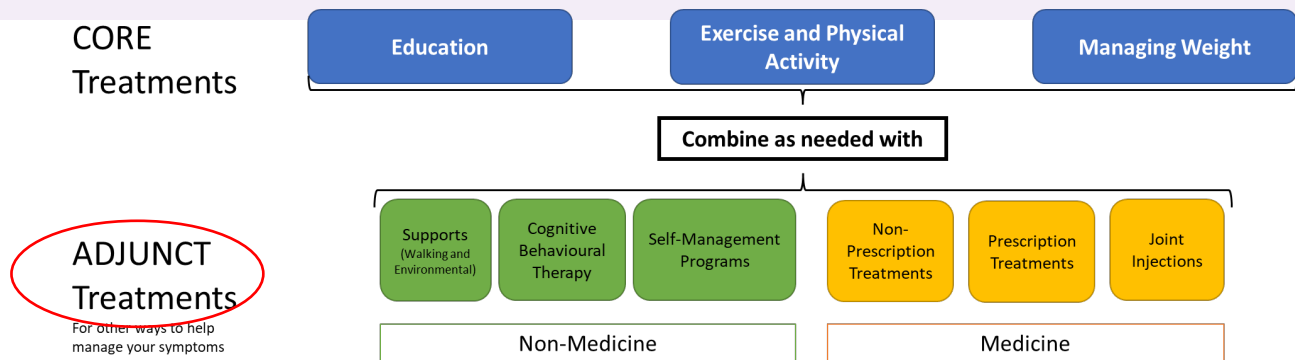 CORE
Treatments
Education
Exercise and Physical
Activity
Managing Weight
Combine as needed with
ADJUNCT
Treatments
For other ways to help
manage your symptoms
Supports
(Walking and
Environmental)
Cognitive
Behavioural
Therapy
Self-Management
Programs
Non-
Prescription
Treatments
Prescription
Treatments
Joint
Injections
Non-Medicine
Medicine